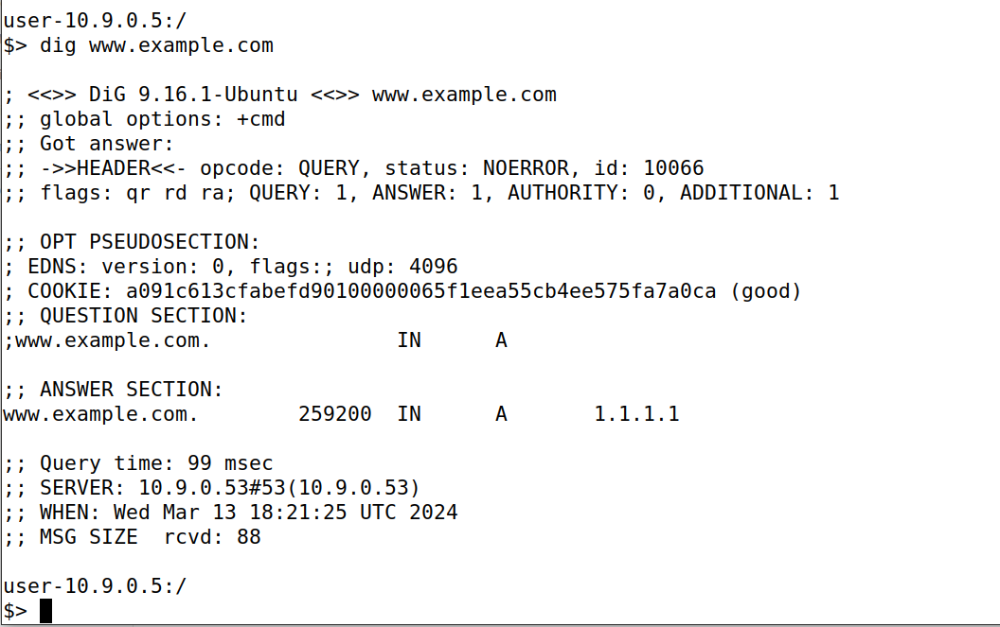 user-10.9.0.5:/
$> dig www.example.com
; <<>> DiG 9.16.1-Ubuntu <<>> www.example.com
;; global options: +cmd
;; Got answer:
;; ->>HEADER<<- opcode: QUERY, status: NOERROR, id: 10066
;; flags: qr rd ra; QUERY: 1, ANSWER: 1, AUTHORITY: 0, ADDITIONAL: 1
;; OPT PSEUDOSECTION:
; EDNS: version: 0, flags:; udp: 4096
; COOKIE: a091c613cfabefd90100000065f1eea55cb4ee575fa7a0ca (good)
;; QUESTION SECTION:
;www.example.com. IN A
;; ANSWER SECTION:
www.example.com. 259200 IN A 1.1.1.1
;; Query time: 99 msec
;; SERVER: 10.9.0.53#53(10.9.0.53)
;; WHEN: Wed Mar 13 18:21:25 UTC 2024
;; MSG SIZE rcvd: 88
user-10.9.0.5:/
$>